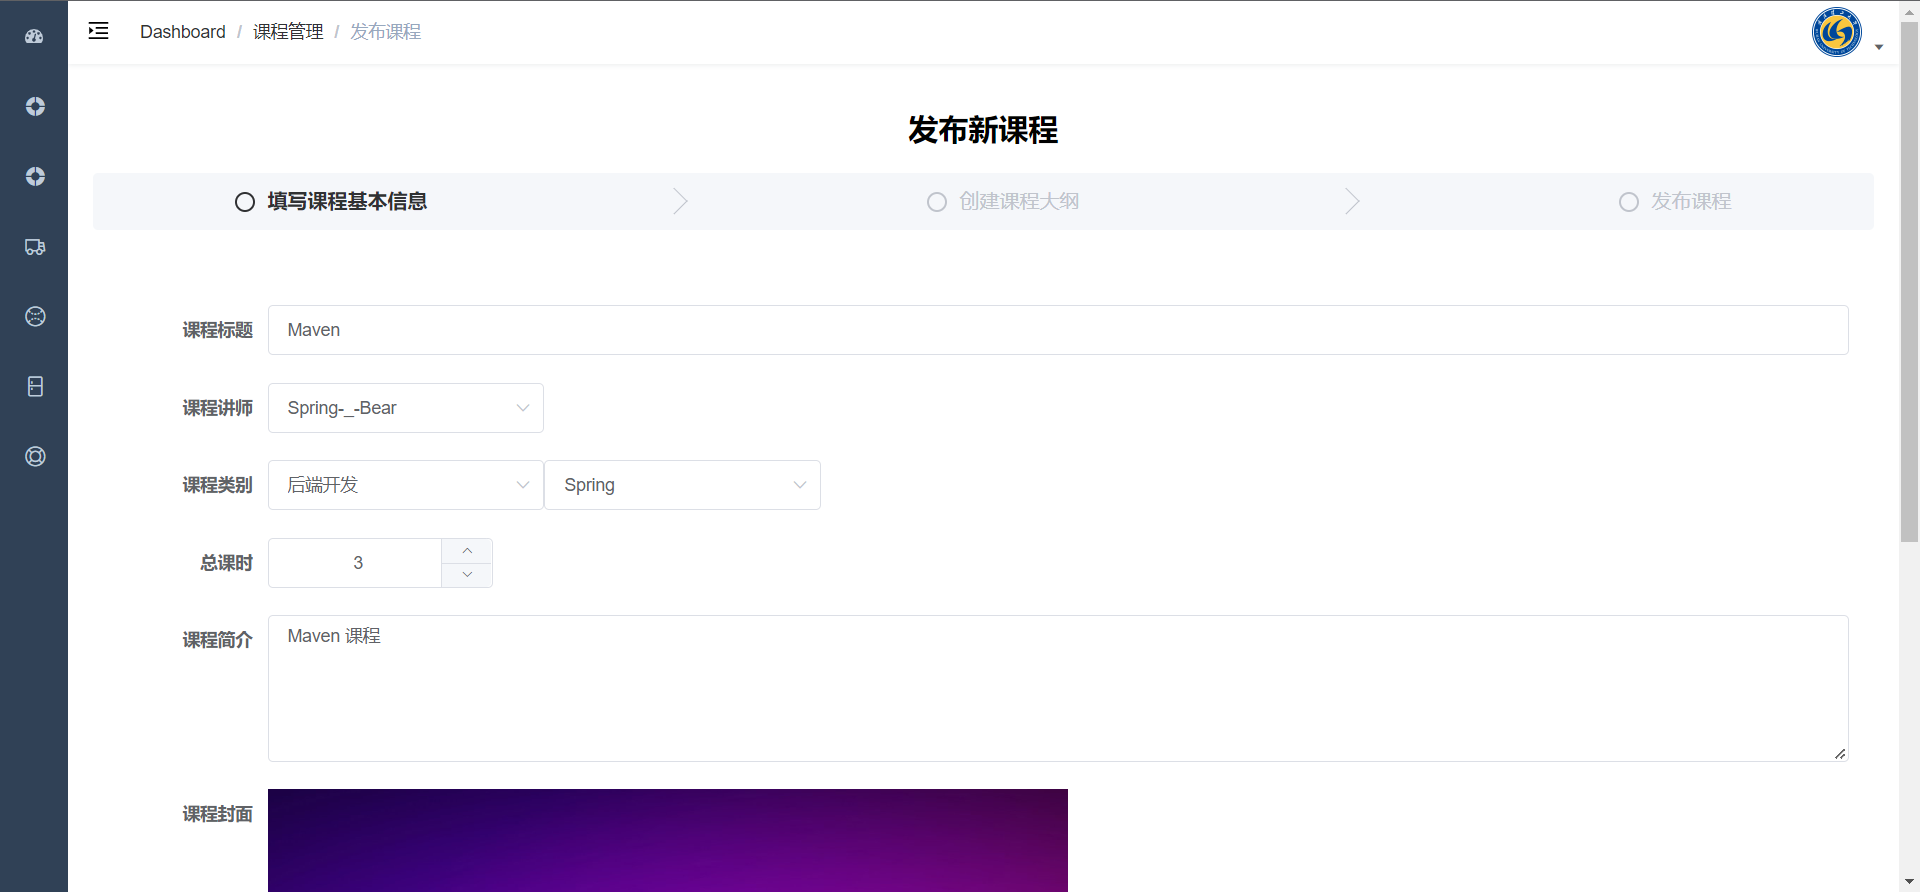 Dashboard / 课程管理 / 发布课程
发布新课程
填写课程基本信息
创建课程大纲
发布课程
课程标题 Maven
课程讲师 Spring-_-Bear
课程类别 后端开发 Spring
总课时 3
课程简介 Maven 课程
课程封面